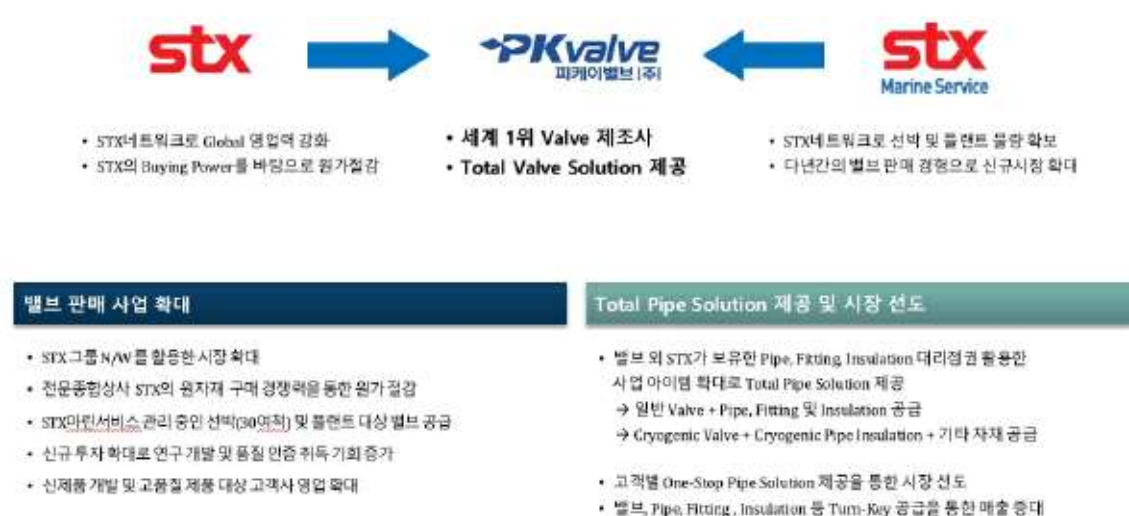 stx
PKvalve
피케이밸브(주)
stx
Marine Service
• STX네트워크로 Global 영업력 강화
• STX의 Buying Power를 바탕으로 원가절감
• 세계 1위 Valve 제조사
• Total Valve Solution 제공
• STX네트워크로 선박 및 플랜트 물량 확보
• 다년간의 밸브 판매 경험으로 신규시장 확대
밸브 판매 사업 확대
• STX 그룹 N/W를 활용한 시장 확대
• 전문종합상사 STX의 원자재 구매 경쟁력을 통한 원가 절감
• STX마린서비스 관리 중인 선박(30여척) 및 플랜트 대상 밸브 공급
• 신규 투자 확대로 연구 개발 및 품질 인증 취득 기회 증가
• 신제품 개발 및 고품질 제품 대상 고객사 영업 확대
Total Pipe Solution 제공 및 시장 선도
• 밸브 외 STX가 보유한 Pipe, Fitting, Insulation 대리점권 활용한
사업 아이템 확대로 Total Pipe Solution 제공
→ 일반 Valve + Pipe, Fitting 및 Insulation 공급
→ Cryogenic Valve + Cryogenic Pipe Insulation + 기타 자재 공급
• 고객별 One-Stop Pipe Solution 제공을 통한 시장 선도
• 밸브, Pipe, Fitting , Insulation 등 Turn-Key 공급을 통한 매출 증대